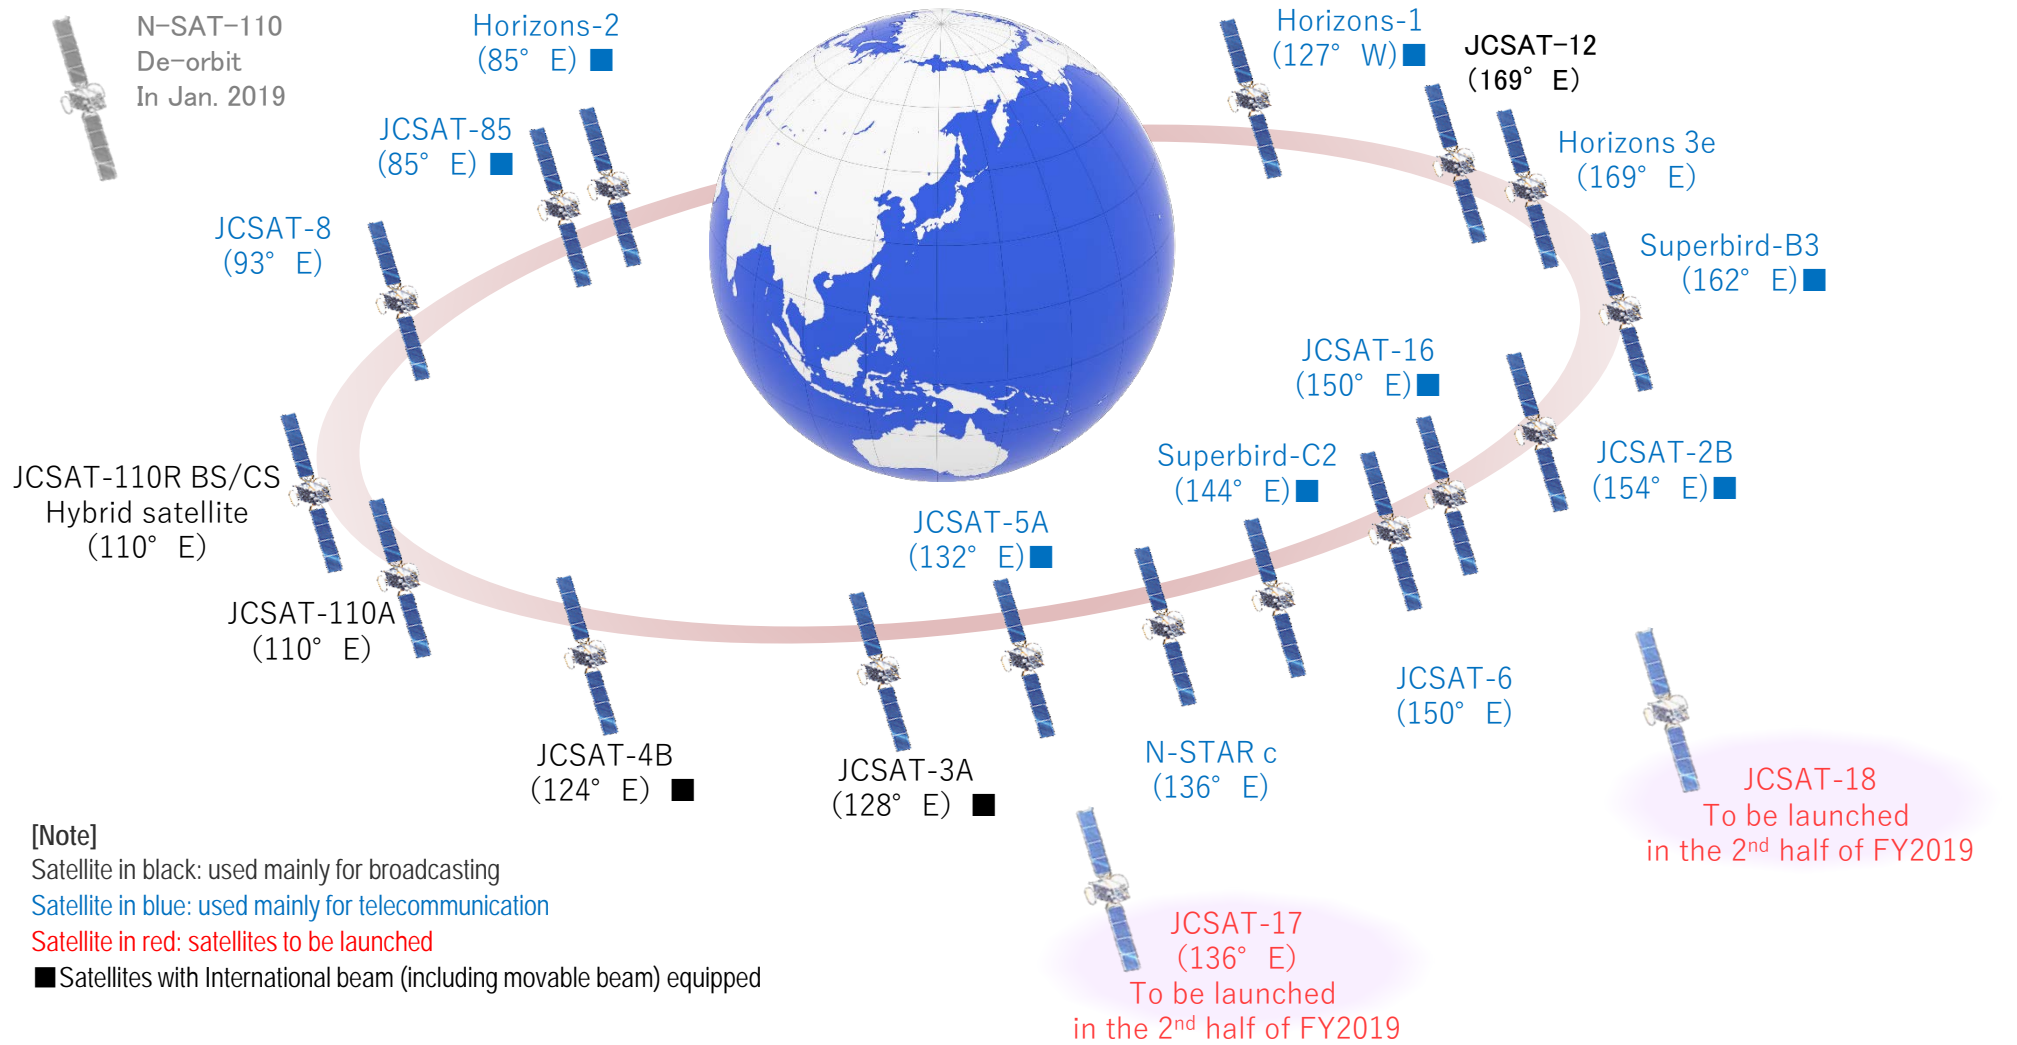 N-SAT-110
De-orbit
In Jan. 2019
Horizons-2
(85° E) ■
JCSAT-85
(85° E) ■
JCSAT-8
(93° E)
JCSAT-110R BS/CS
Hybrid satellite
(110° E)
JCSAT-110A
(110° E)
JCSAT-4B
(124° E) ■
JCSAT-3A
(128° E) ■
JCSAT-5A
(132° E) ■
N-STAR c
(136° E)
Superbird-C2
(144° E) ■
JCSAT-6
(150° E)
JCSAT-16
(150° E) ■
JCSAT-2B
(154° E) ■
Superbird-B3
(162° E) ■
Horizons 3e
(169° E)
JCSAT-12
(169° E)
Horizons-1
(127° W) ■
JCSAT-17
(136° E)
To be launched
in the 2nd half of FY2019
JCSAT-18
To be launched
in the 2nd half of FY2019
[Note]
Satellite in black: used mainly for broadcasting
Satellite in blue: used mainly for telecommunication
Satellite in red: satellites to be launched
■ Satellites with International beam (including movable beam) equipped